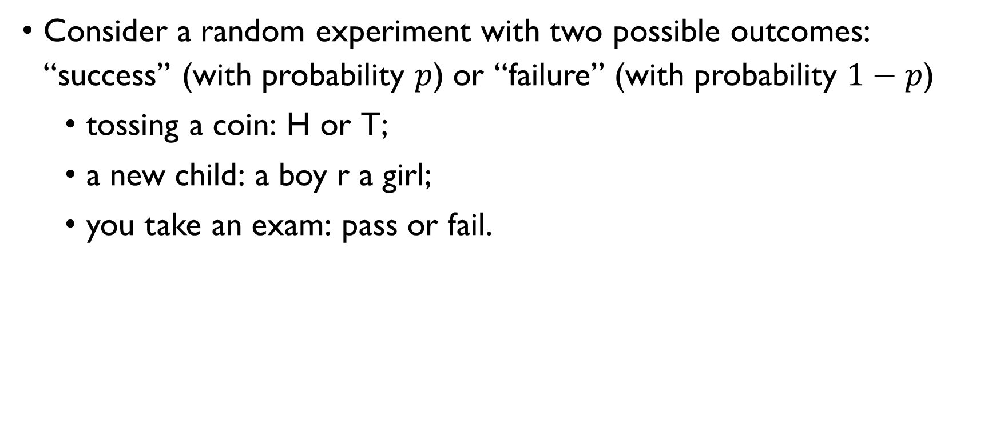 • Consider a random experiment with two possible outcomes:
“success” (with probability 𝑝) or “failure” (with probability 1 − 𝑝)
• tossing a coin: H or T;
• a new child: a boy r a girl;
• you take an exam: pass or fail.